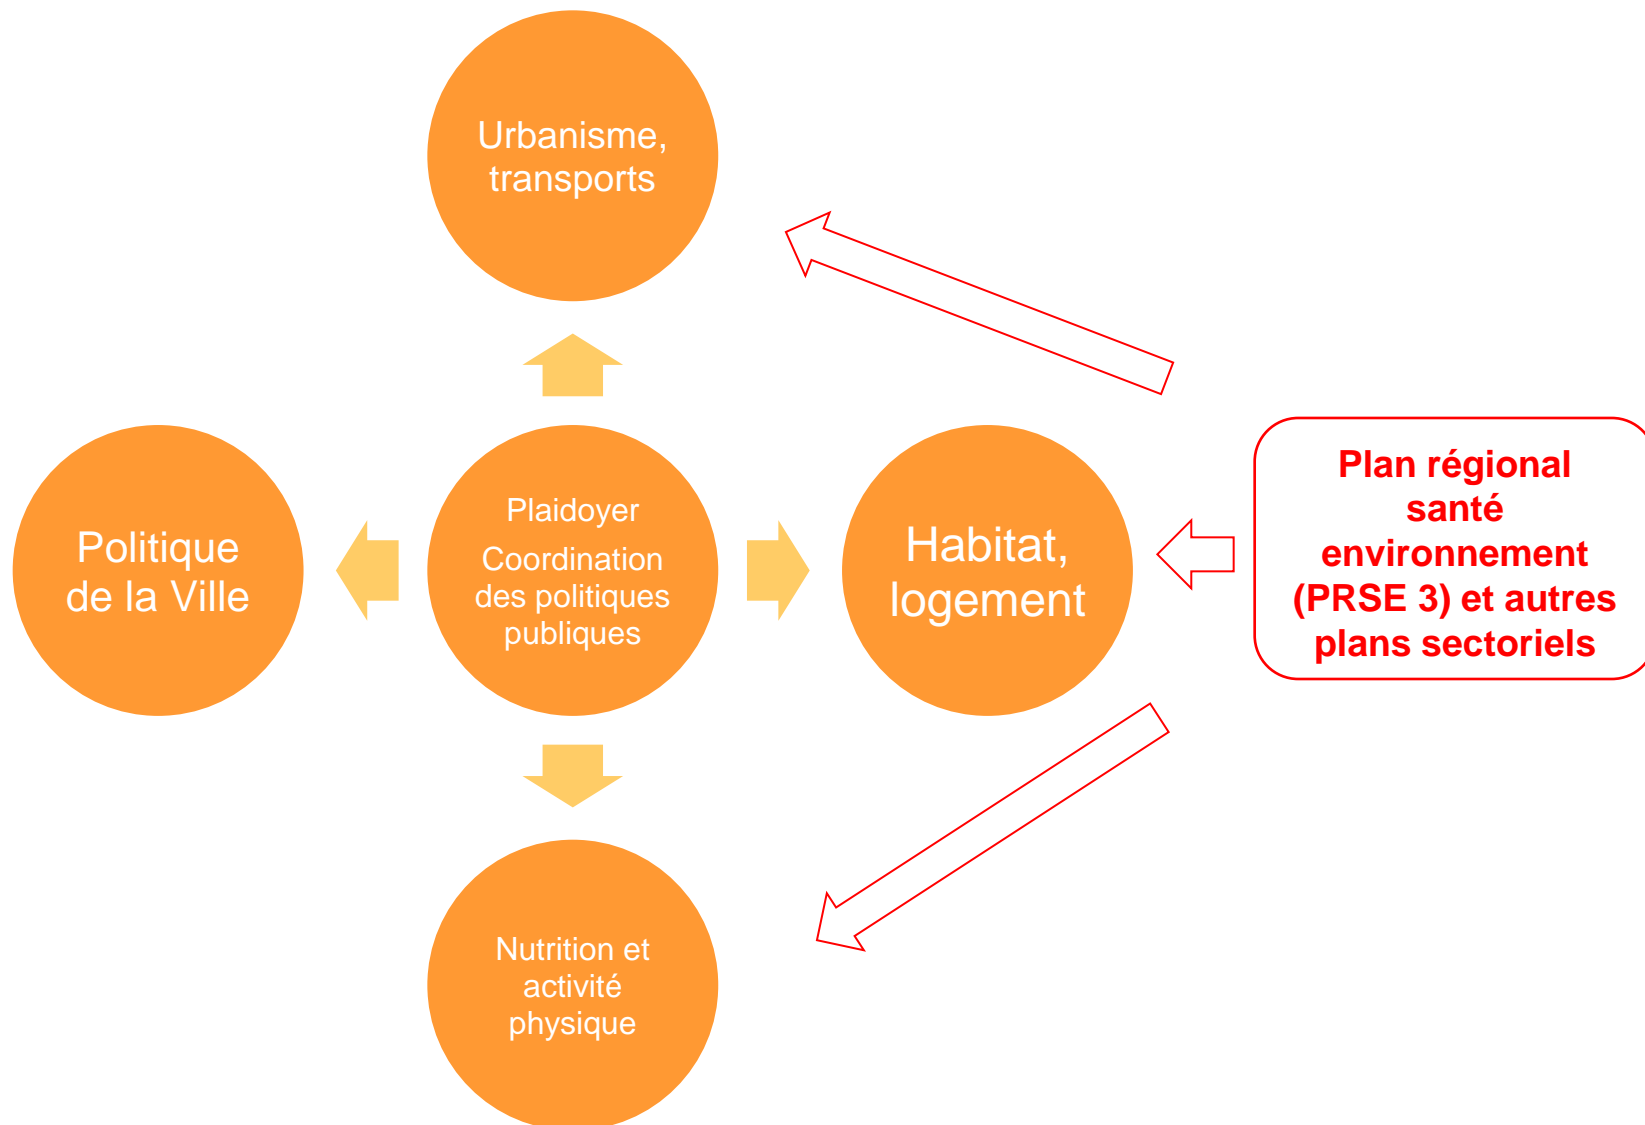 Urbanisme,
transports
Politique
de la Ville
Plaidoyer
Coordination
des politiques
publiques
Habitat,
logement
Plan régional
santé
environnement
(PRSE 3) et autres
plans sectoriels
Nutrition et
activité
physique